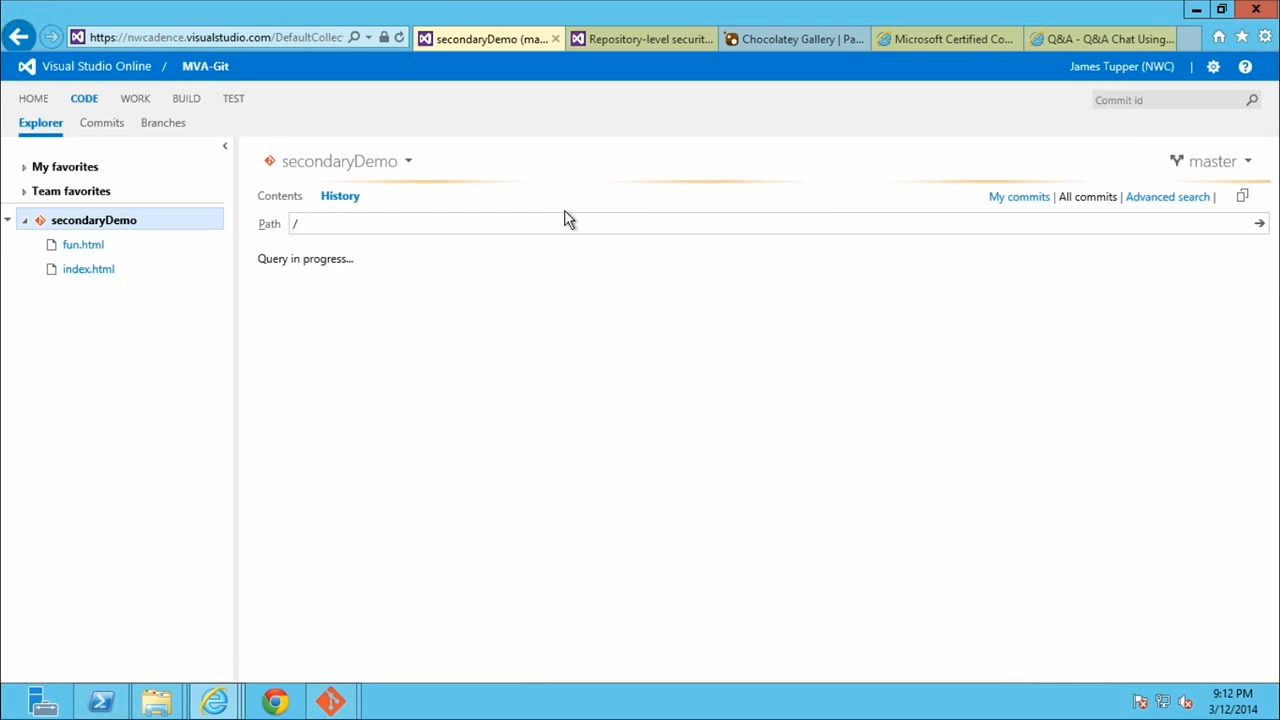 https://nwcadence.visualstudio.com/DefaultCollec
secondaryDemo (ma...
Repository-level securit...
Chocolatey Gallery | Pa...
Microsoft Certified Co...
Q&A - Q&A Chat Using...
Visual Studio Online / MVA-Git
James Tupper (NWC) |
HOME CODE WORK BUILD TEST
Commit id
Explorer Commits Branches
My favorites
Team favorites
secondaryDemo
fun.html
index.html
secondaryDemo
master
Contents History
My commits | All commits | Advanced search |
Path /
Query in progress...
9:12 PM
3/12/2014